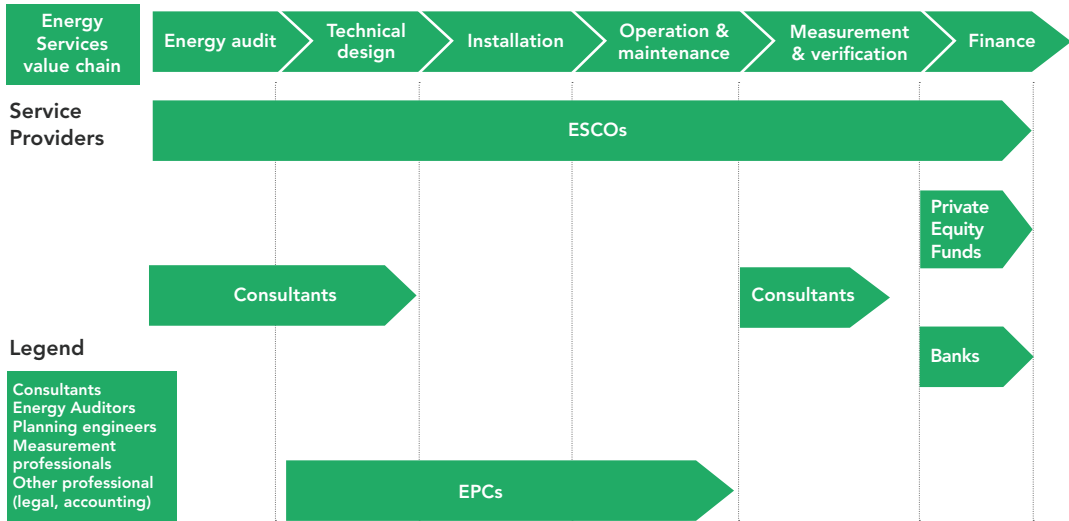 Energy
Services
value chain
Energy audit
Technical
design
Installation
Operation &
maintenance
Measurement
& verification
Finance
Service
Providers
ESCOs
Private
Equity
Funds
Consultants
Consultants
Banks
Legend
Consultants
Energy Auditors
Planning engineers
Measurement
professionals
Other professional
(legal, accounting)
EPCs